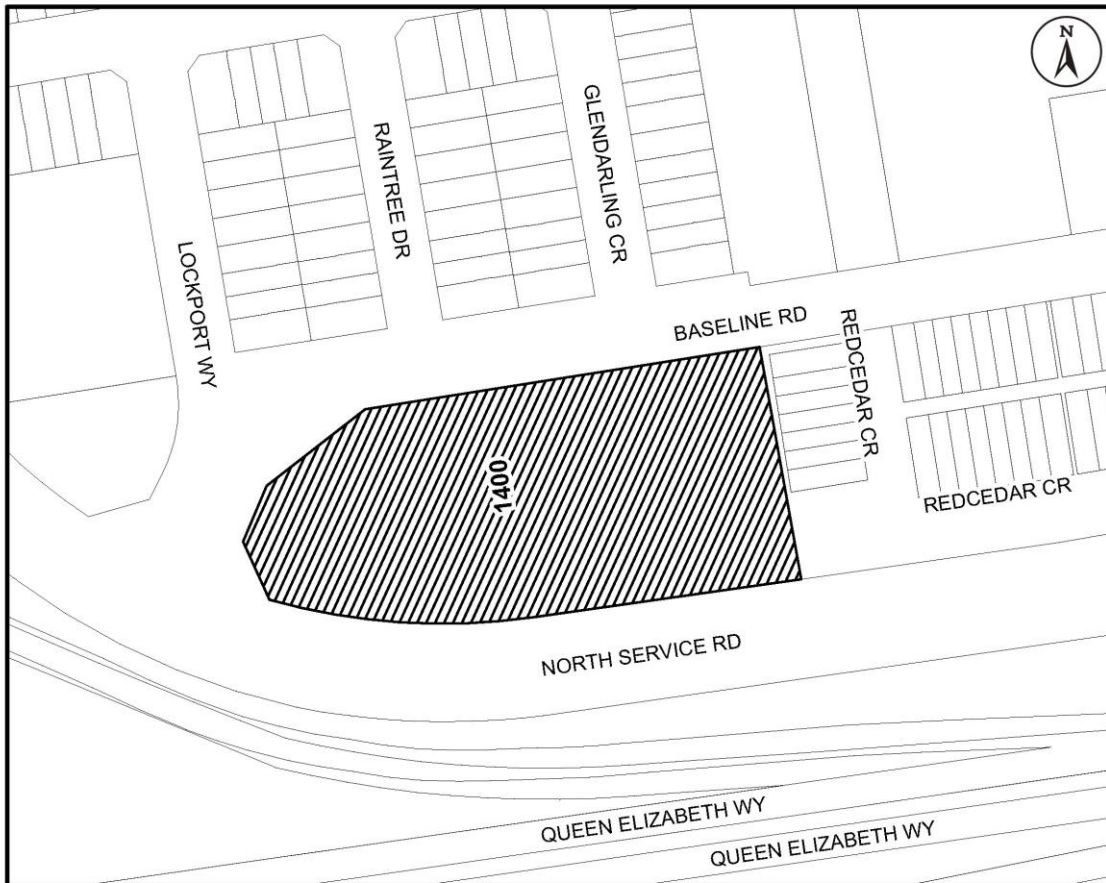 N
GLENDARLING CR
RAINTREE DR
LOCKPORT WY
BASELINE RD
REDCEDAR CR
1400
REDCEDAR CR
NORTH SERVICE RD
QUEEN ELIZABETH WY
QUEEN ELIZABETH WY